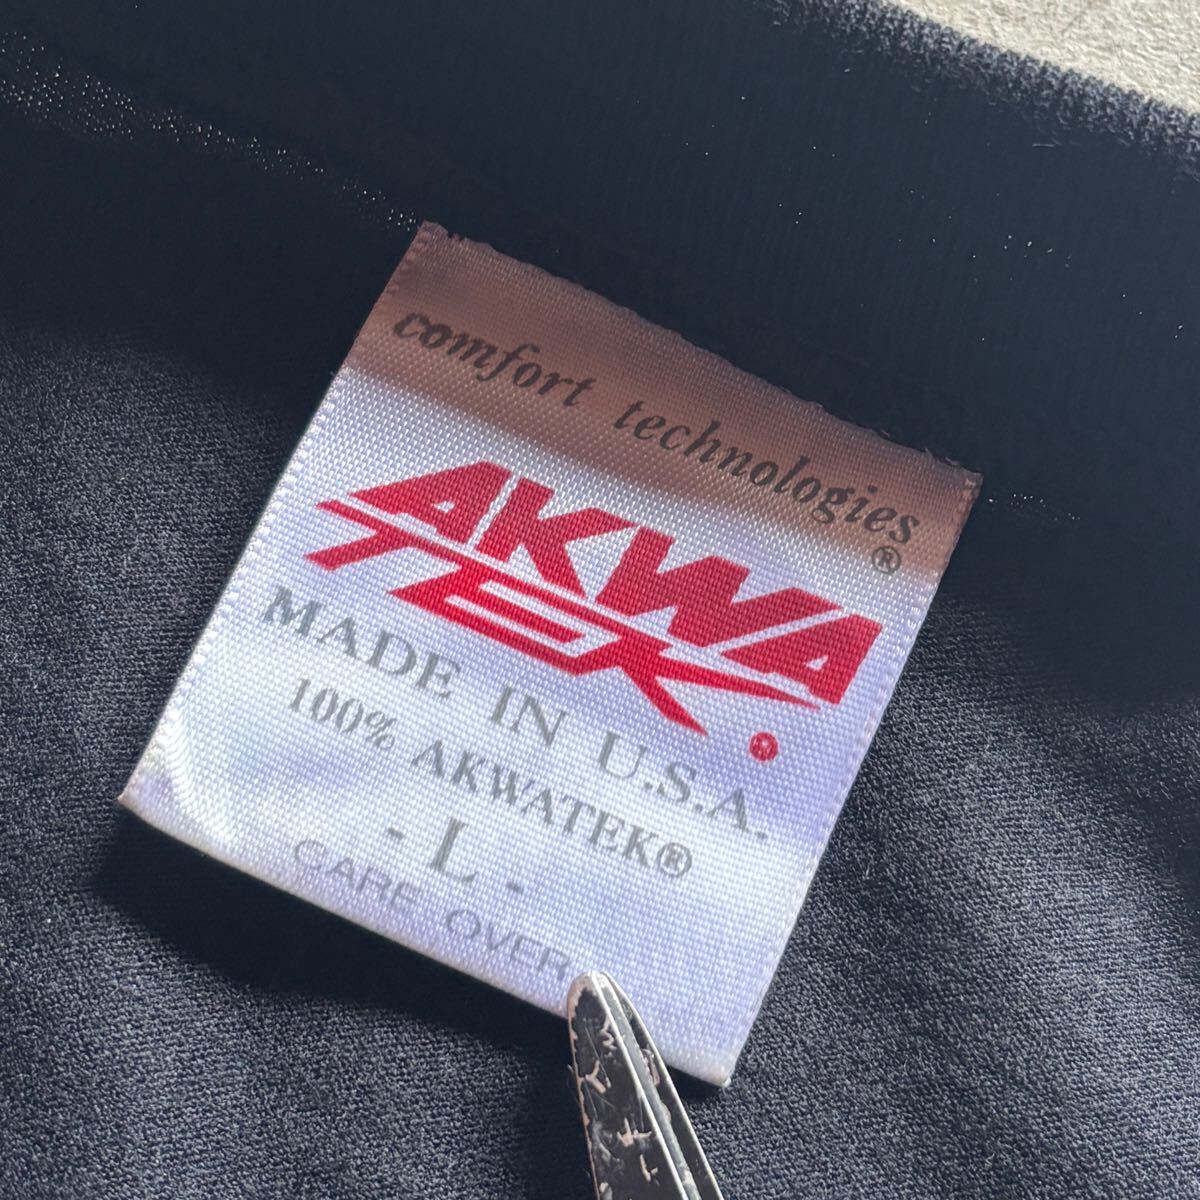 comfort technologies®
AKWA
TEK®
MADE IN U.S.A.
100% AKWATEK®
- L -
CARE OVER